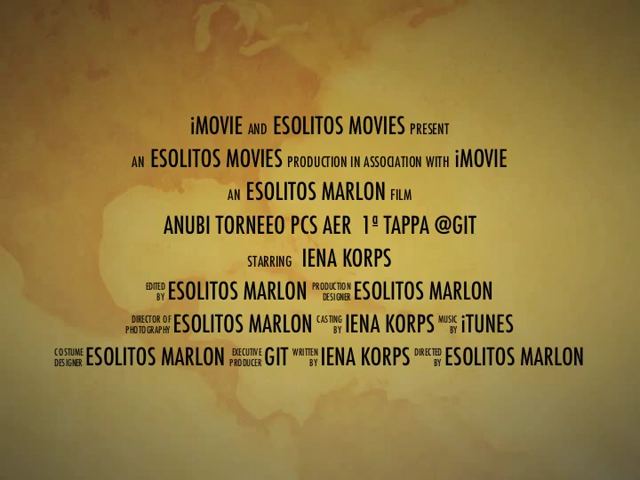 iMOVIE AND ESOLITOS MOVIES PRESENT
AN ESOLITOS MOVIES PRODUCTION IN ASSOCIATION WITH iMOVIE
AN ESOLITOS MARLON FILM
ANUBI TORNEEO PCS AER 1º TAPPA @GIT
STARRING IENA KORPS
EDITED BY ESOLITOS MARLON PRODUCTION DESIGNER ESOLITOS MARLON
DIRECTOR OF PHOTOGRAPHY ESOLITOS MARLON CASTING BY IENA KORPS MUSIC BY iTUNES
COSTUME DESIGNER ESOLITOS MARLON EXECUTIVE PRODUCER GIT WRITTEN BY IENA KORPS DIRECTED BY ESOLITOS MARLON